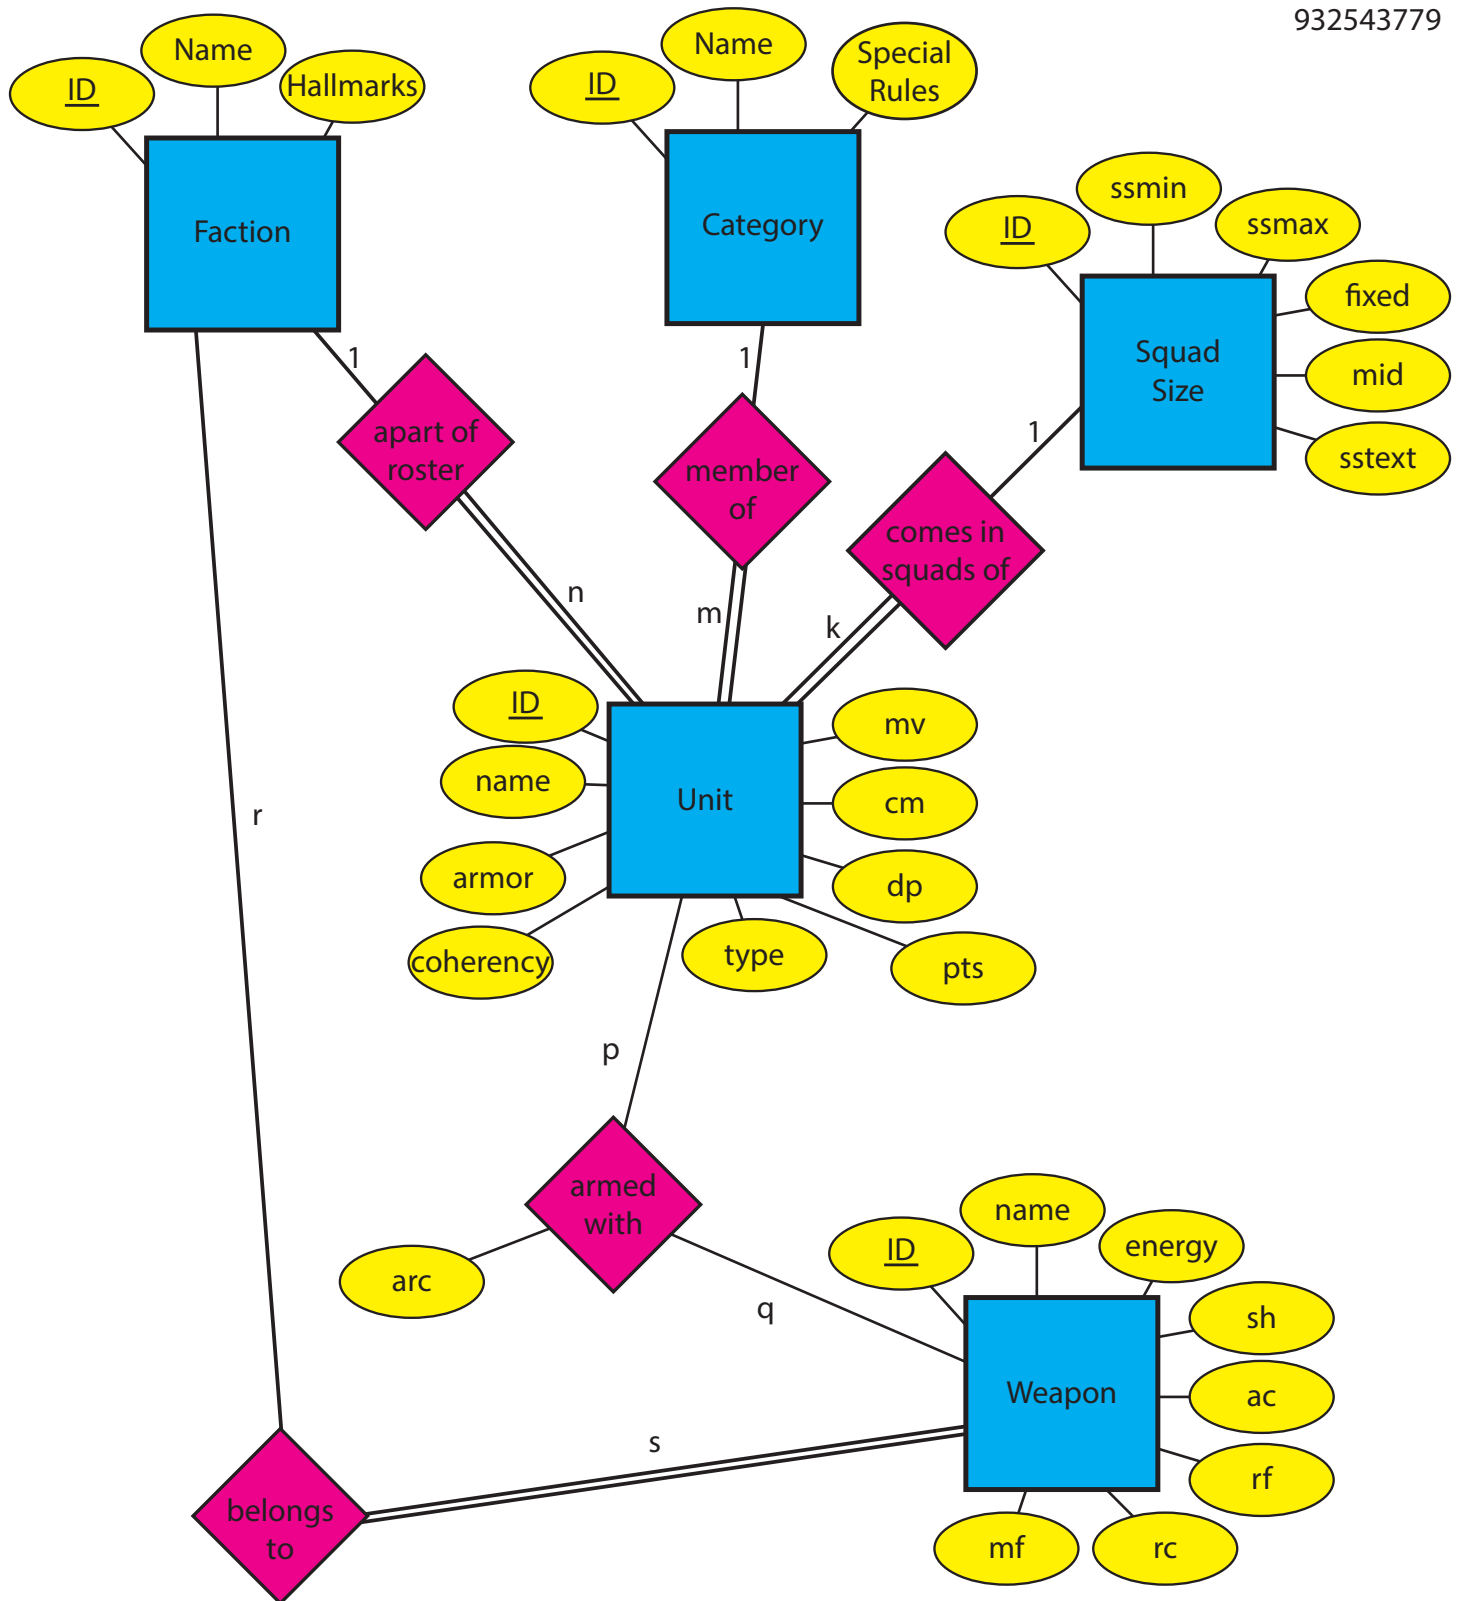 932543779
ID
Name
Hallmarks
Faction
ID
Name
Special
Rules
Category
ID
ssmin
ssmax
fixed
mid
sstext
Squad
Size
1
apart of
roster
n
1
member
of
m
1
comes in
squads of
k
ID
name
armor
coherency
Unit
mv
cm
dp
pts
type
r
p
armed
with
arc
q
ID
name
energy
sh
ac
rf
rc
mf
Weapon
s
belongs
to